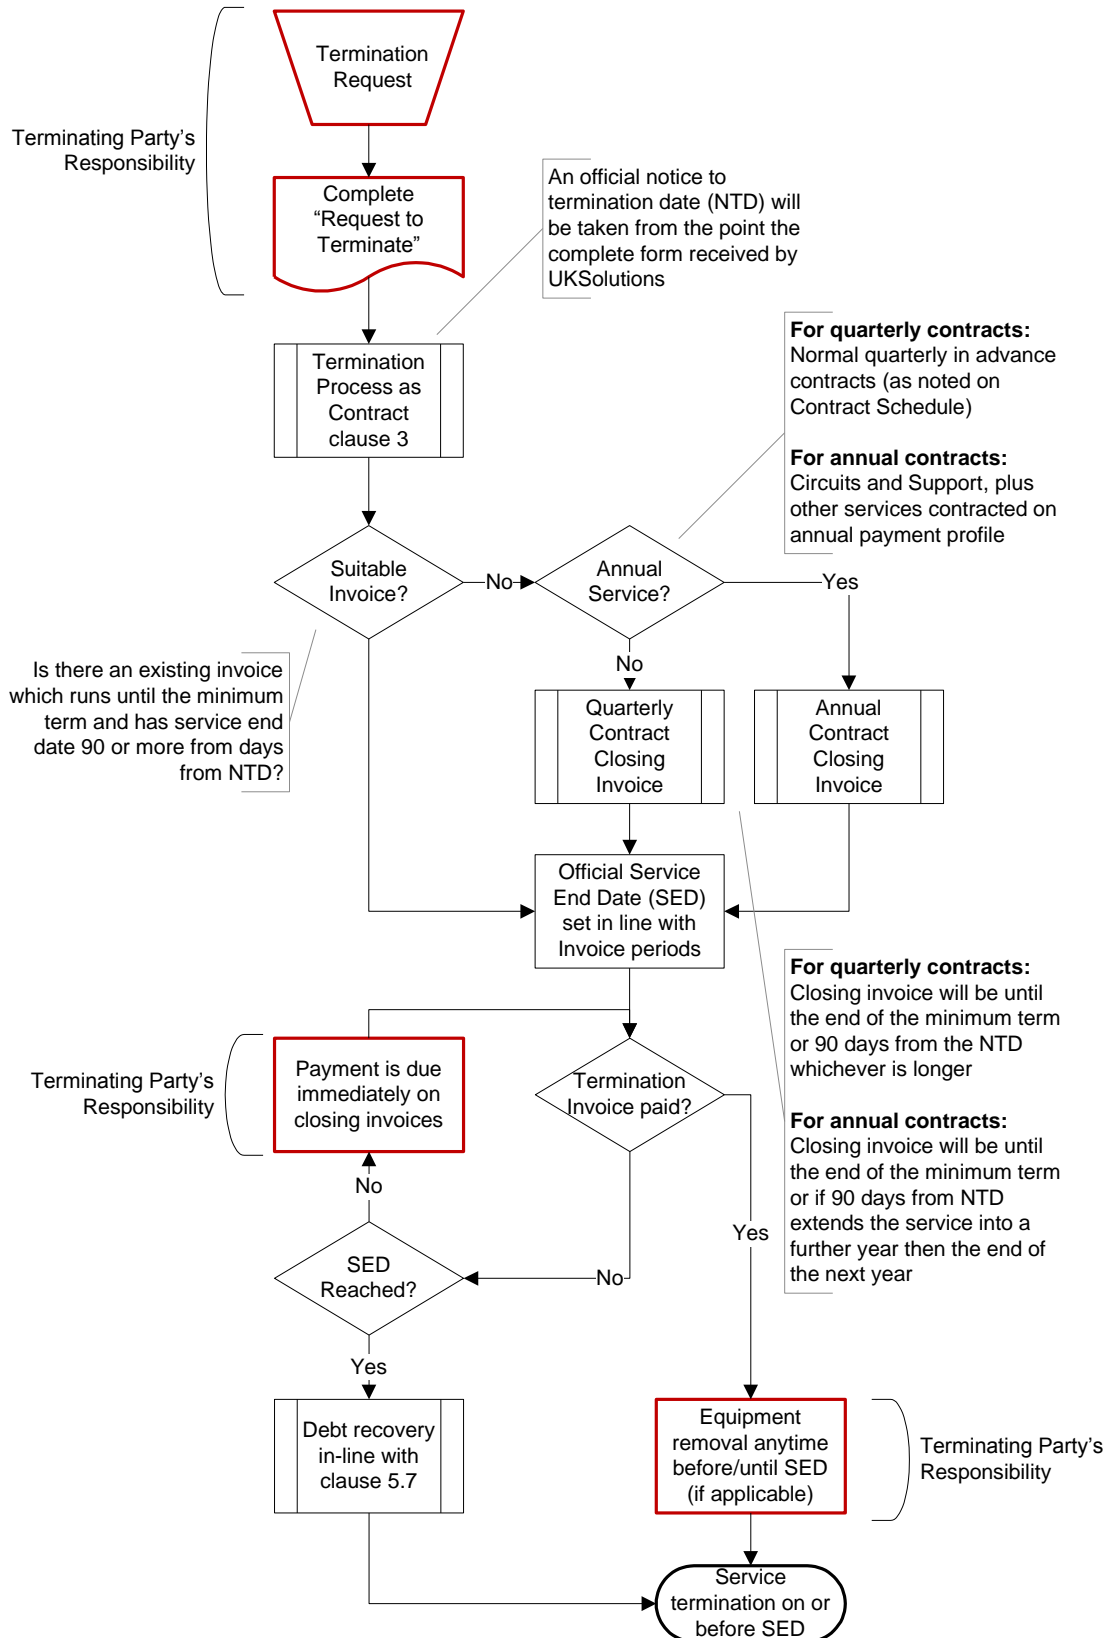 Termination
Request
Terminating Party's
Responsibility
Complete
“Request to
Terminate”
An official notice to
termination date (NTD) will
be taken from the point the
complete form received by
UKSolutions
Termination
Process as
Contract
clause 3
For quarterly contracts:
Normal quarterly in advance
contracts (as noted on
Contract Schedule)
For annual contracts:
Circuits and Support, plus
other services contracted on
annual payment profile
Suitable
Invoice?
No
Annual
Service?
Yes
No
Is there an existing invoice
which runs until the minimum
term and has service end
date 90 or more from days
from NTD?
Quarterly
Contract
Closing
Invoice
Annual
Contract
Closing
Invoice
Official Service
End Date (SED)
set in line with
Invoice periods
For quarterly contracts:
Closing invoice will be until
the end of the minimum term
or 90 days from the NTD
whichever is longer
For annual contracts:
Closing invoice will be until
the end of the minimum term
or if 90 days from NTD
extends the service into a
further year then the end of
the next year
Terminating Party's
Responsibility
Payment is due
immediately on
closing invoices
Termination
Invoice paid?
No
Yes
SED
Reached?
No
Yes
Debt recovery
in-line with
clause 5.7
Equipment
removal anytime
before/until SED
(if applicable)
Terminating Party's
Responsibility
Service
termination on or
before SED